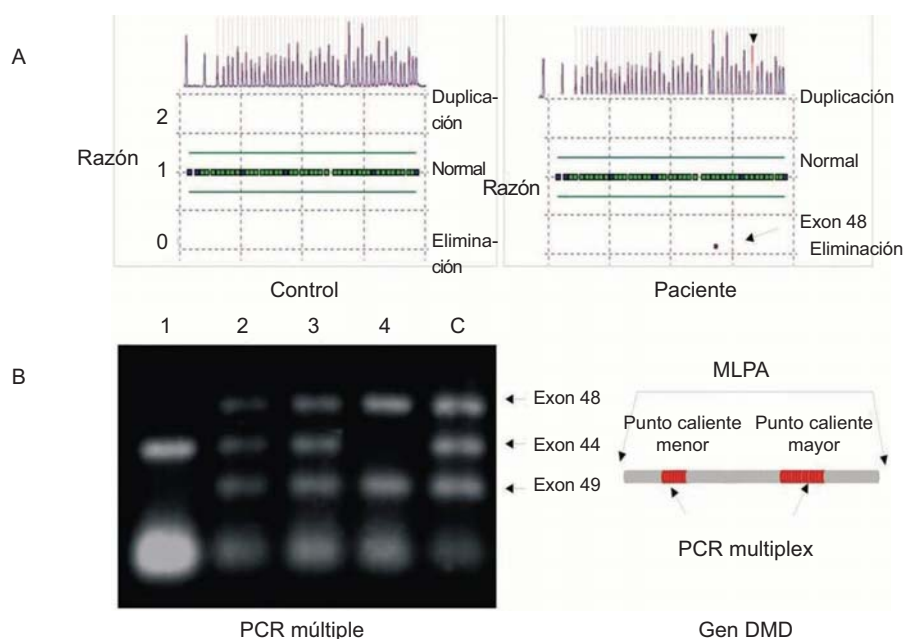 A
Duplica-
ción
2
Razón
1
Normal
0
Elimina-
ción
Control
Duplicación
Normal
Razón
Exon 48
Eliminación
Paciente
B
1 2 3 4 C
Exon 48
Exon 44
Exon 49
PCR múltiple
MLPA
Punto caliente
menor
Punto caliente
mayor
PCR multiplex
Gen DMD